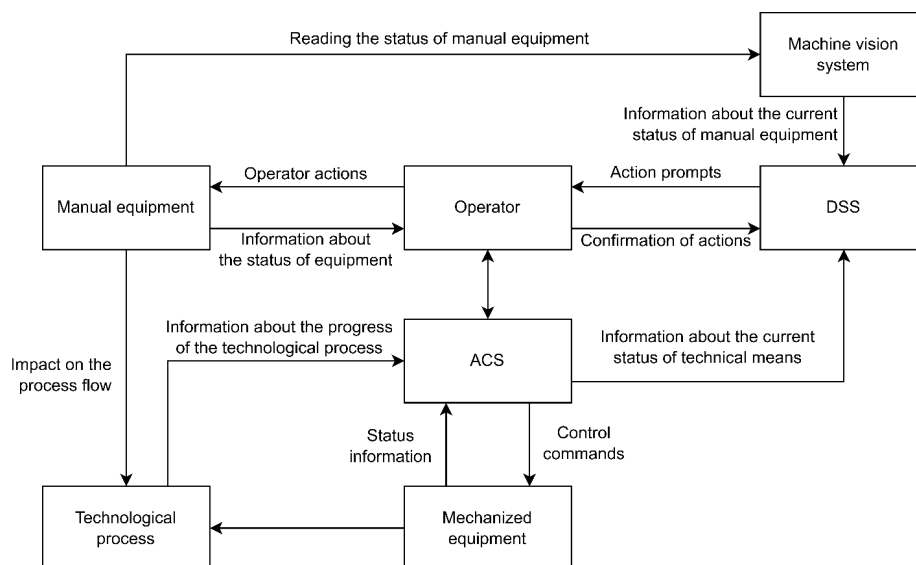 Reading the status of manual equipment
Machine vision
system
Information about the current
status of manual equipment
Manual equipment
Operator actions
Operator
Action prompts
DSS
Information about
the status of equipment
Confirmation of actions
Information about the progress
of the technological process
ACS
Information about the current
status of technical means
Impact on the
process flow
Status
information
Control
commands
Technological
process
Mechanized
equipment